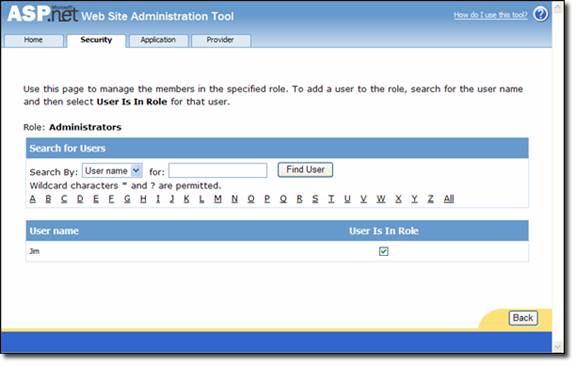 Microsoft
ASP.net Web Site Administration Tool
How do I use this tool? ?
Home Security Application Provider
Use this page to manage the members in the specified role. To add a user to the role, search for the user name
and then select User Is In Role for that user.
Role: Administrators
Search for Users
Search By: User name for: Find User
Wildcard characters * and ? are permitted.
A B C D E F G H I J K L M N O P Q R S T U V W X Y Z All
User name User Is In Role
Jim
Back